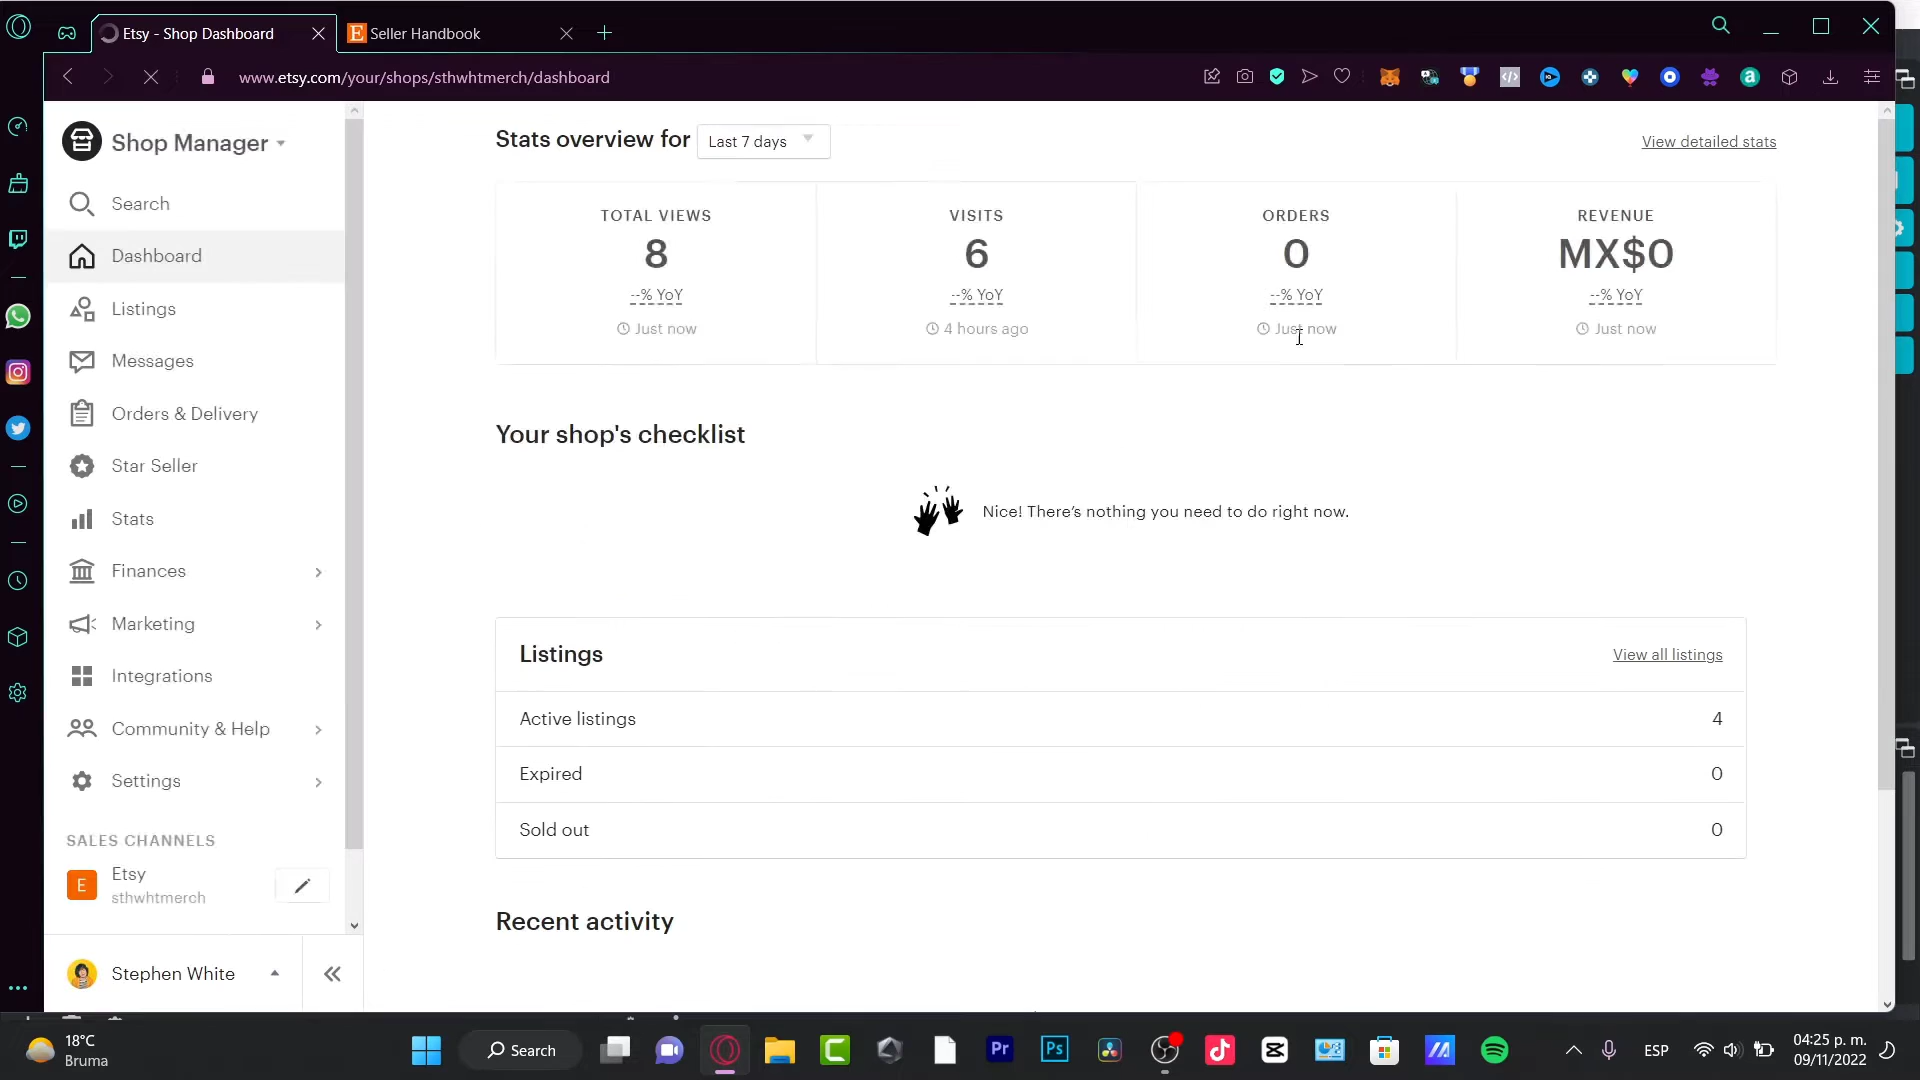 Etsy - Shop Dashboard
Seller Handbook
www.etsy.com/your/shops/sthwhtmerch/dashboard
Shop Manager
Search
Dashboard
Listings
Messages
Orders & Delivery
Star Seller
Stats
Finances
Marketing
Integrations
Community & Help
Settings
SALES CHANNELS
E
Etsy
sthwhtmerch
Stephen White
Stats overview for
Last 7 days
View detailed stats
TOTAL VIEWS
8
--% YoY
Just now
VISITS
6
--% YoY
4 hours ago
ORDERS
0
--% YoY
Just now
REVENUE
MX$0
--% YoY
Just now
Your shop's checklist
Nice! There's nothing you need to do right now.
Listings
View all listings
Active listings
4
Expired
0
Sold out
0
Recent activity
18°C
Bruma
Search
Pr
Ps
ESP
04:25 p. m.
09/11/2022